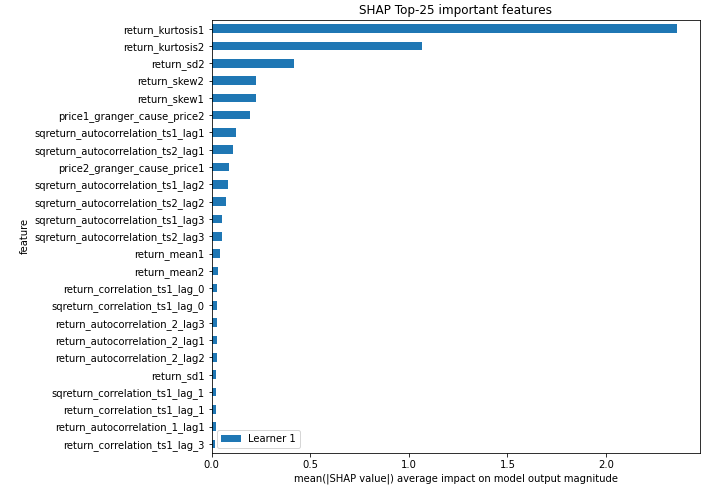 SHAP Top-25 important features
return_kurtosis1
return_kurtosis2
return_sd2
return_skew2
return_skew1
price1_granger_cause_price2
sqreturn_autocorrelation_ts1_lag1
sqreturn_autocorrelation_ts2_lag1
price2_granger_cause_price1
sqreturn_autocorrelation_ts1_lag2
sqreturn_autocorrelation_ts2_lag2
sqreturn_autocorrelation_ts1_lag3
sqreturn_autocorrelation_ts2_lag3
return_mean1
return_mean2
return_correlation_ts1_lag_0
sqreturn_correlation_ts1_lag_0
return_autocorrelation_2_lag3
return_autocorrelation_2_lag1
return_autocorrelation_2_lag2
return_sd1
sqreturn_correlation_ts1_lag_1
return_correlation_ts1_lag_1
return_autocorrelation_1_lag1
return_correlation_ts1_lag_3
feature
Learner 1
0.0 0.5 1.0 1.5 2.0
mean(|SHAP value|) average impact on model output magnitude